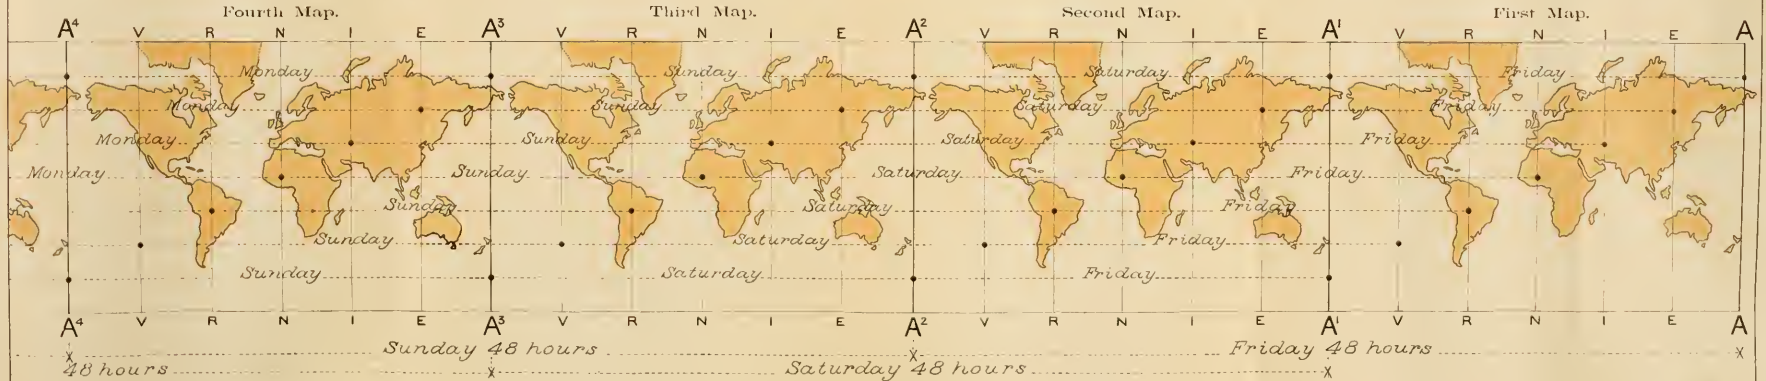 Fourth Map. Third Map. Second Map. First Map.
A⁴ V R N I E A³ V R N I E A² V R N I E A¹ V R N I E A
Monday Sunday Saturday Friday
Monday Sunday Saturday Friday
Monday Sunday Saturday Friday
Monday Sunday Saturday Friday
Sunday Saturday Friday
Sunday Saturday Friday
Sunday Saturday Friday
A⁴ V R N I E A³ V R N I E A² V R N I E A¹ V R N I E A
X Sunday 48 hours X Friday 48 hours X
48 hours X Saturday 48 hours X